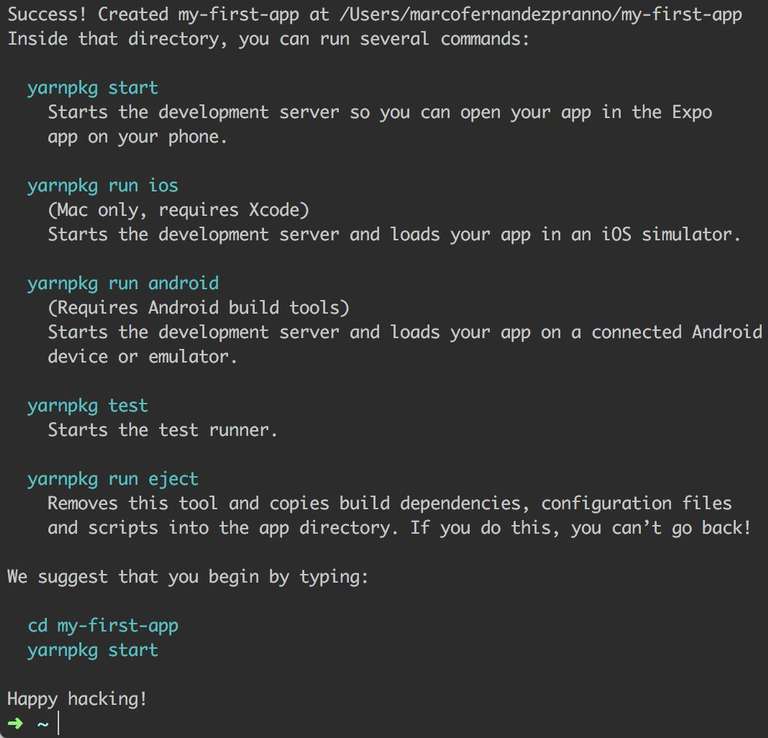 Success! Created my-first-app at /Users/marcofernandezpranno/my-first-app
Inside that directory, you can run several commands:
yarnpkg start
Starts the development server so you can open your app in the Expo
app on your phone.
yarnpkg run ios
(Mac only, requires Xcode)
Starts the development server and loads your app in an iOS simulator.
yarnpkg run android
(Requires Android build tools)
Starts the development server and loads your app on a connected Android
device or emulator.
yarnpkg test
Starts the test runner.
yarnpkg run eject
Removes this tool and copies build dependencies, configuration files
and scripts into the app directory. If you do this, you can’t go back!
We suggest that you begin by typing:
cd my-first-app
yarnpkg start
Happy hacking!
➜ ~